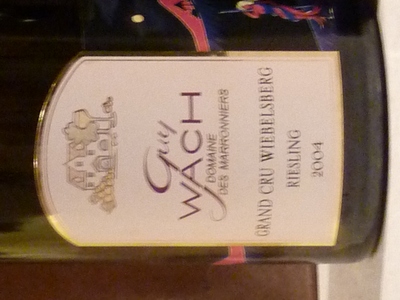 Guy
WACH
DOMAINE
DES MARRONNIERS
GRAND CRU WIEBELSBERG
RIESLING
2004